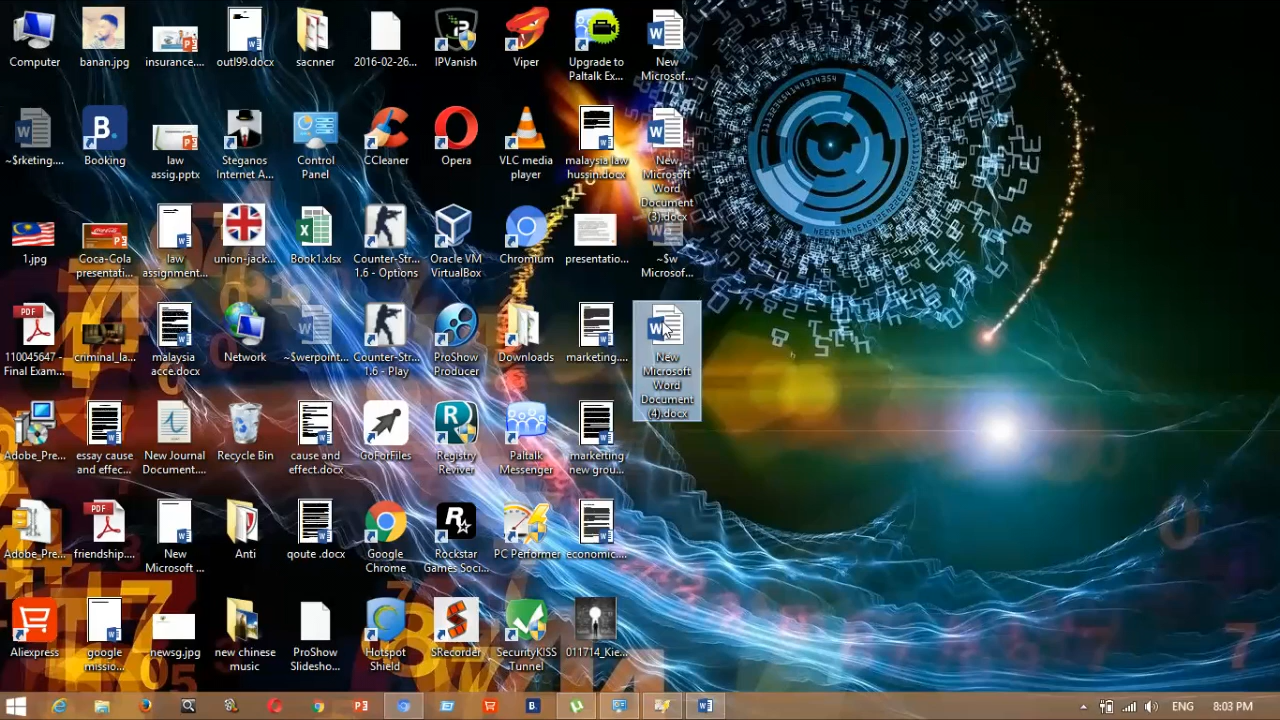 Computer
banan.jpg
insurance....
outl99.docx
sacnner
2016-02-26...
IPVanish
Viper
Upgrade to
Paltalk Ex...
New
Microsof...
~$rketing....
Booking
law
assig.pptx
Steganos
Internet A...
Control
Panel
CCleaner
Opera
VLC media
player
malaysia law
hussin.docx
New
Microsoft
Word
Document
(3).docx
1.jpg
Coca-Cola
presentati...
law
assignment...
union-jack...
Book1.xlsx
Counter-Str...
1.6 - Options
Oracle VM
VirtualBox
Chromium
presentatio...
~$w
Microsof...
110045647 -
Final Exam...
criminal_la...
malaysia
acce.docx
Network
~$werpoint...
Counter-Str...
1.6 - Play
ProShow
Producer
Downloads
marketing....
New
Microsoft
Word
Document
(4).docx
Adobe_Pre...
essay cause
and effec...
New Journal
Document....
Recycle Bin
cause and
effect.docx
GoForFiles
Registry
Reviver
Paltalk
Messenger
marketting
new grou...
Adobe_Pre...
friendship....
New
Microsoft ...
Anti
qoute .docx
Google
Chrome
Rockstar
Games Soci...
PC Performer
economic....
Aliexpress
google
missio...
newsg.jpg
new chinese
music
ProShow
Slidesho...
Hotspot
Shield
SRecorder
SecurityKISS
Tunnel
011714_Kie...
ENG
8:03 PM